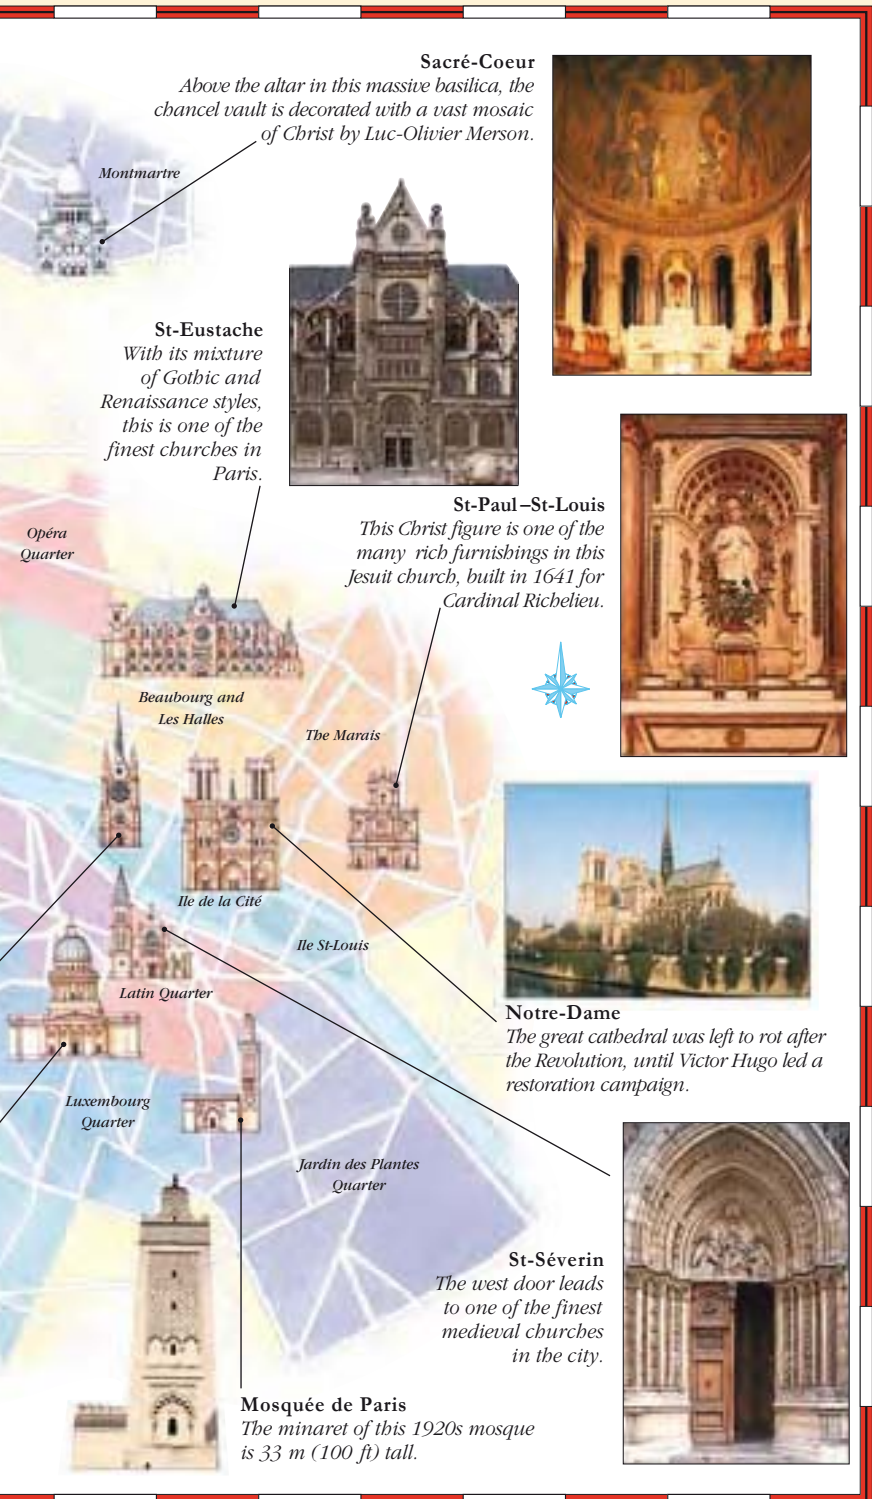 Sacré-Coeur
Above the altar in this massive basilica, the
chancel vault is decorated with a vast mosaic
of Christ by Luc-Olivier Merson.
Montmartre
St-Eustache
With its mixture
of Gothic and
Renaissance styles,
this is one of the
finest churches in
Paris.
Opéra
Quarter
St-Paul–St-Louis
This Christ figure is one of the
many rich furnishings in this
Jesuit church, built in 1641 for
Cardinal Richelieu.
Beaubourg and
Les Halles
The Marais
Ile de la Cité
Ile St-Louis
Latin Quarter
Notre-Dame
The great cathedral was left to rot after
the Revolution, until Victor Hugo led a
restoration campaign.
Luxembourg
Quarter
Jardin des Plantes
Quarter
St-Séverin
The west door leads
to one of the finest
medieval churches
in the city.
Mosquée de Paris
The minaret of this 1920s mosque
is 33 m (100 ft) tall.